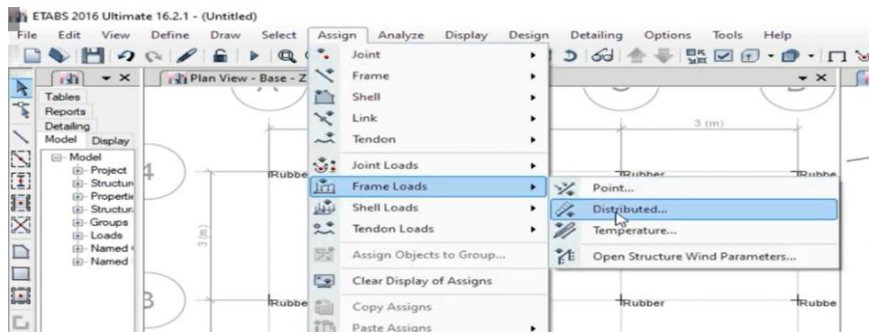 ETABS 2016 Ultimate 16.2.1 - (Untitled)
File Edit View Define Draw Select Assign Analyze Display Design Detailing Options Tools Help
Plan View - Base - Z
Tables
Reports
Detailing
Model Display
Model
Project
Structur
Propertie
Structur
Groups
Loads
Named
Named
Joint
Frame
Shell
Link
Tendon
Joint Loads
Frame Loads
Shell Loads
Tendon Loads
Assign Objects to Group...
Clear Display of Assigns
Copy Assigns
Paste Assigns
Point...
Distributed...
Temperature...
Open Structure Wind Parameters...
3 (m)
4
Rubbe
Rubber
Rubbe
3 (m)
3
Rubbe
Rubber
Rubbe